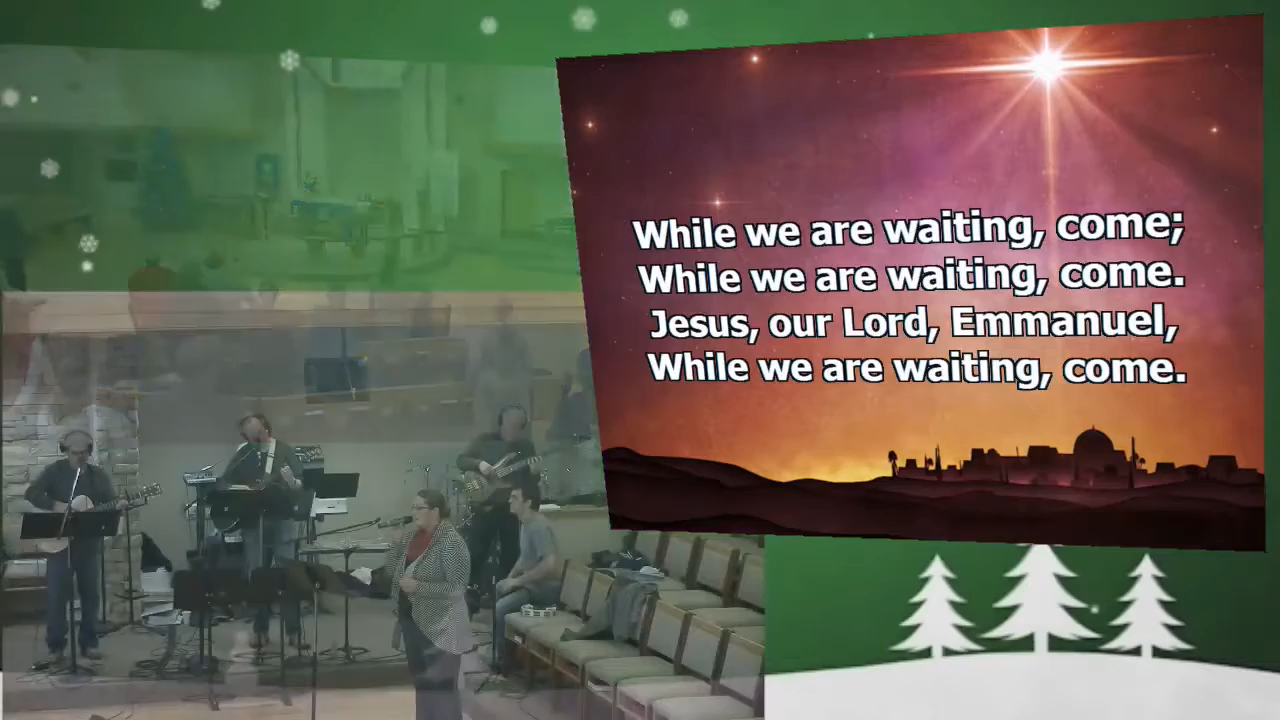 While we are waiting, come;
While we are waiting, come.
Jesus, our Lord, Emmanuel,
While we are waiting, come.